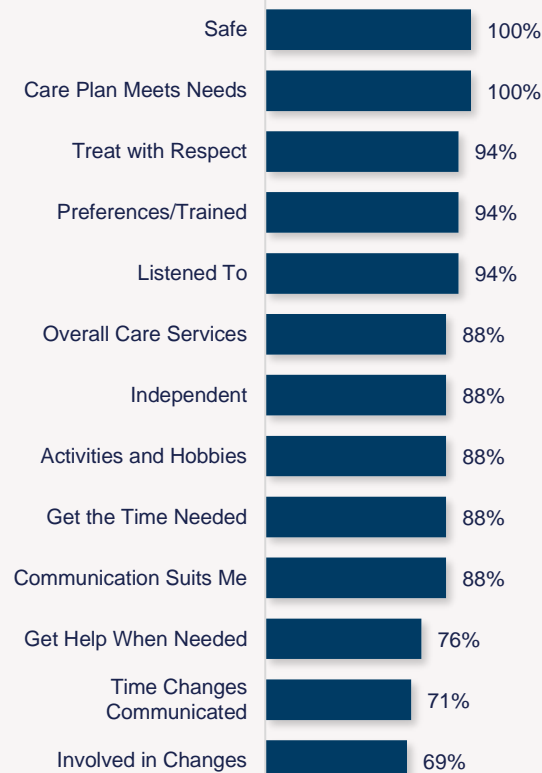 Safe 100%
Care Plan Meets Needs 100%
Treat with Respect 94%
Preferences/Trained 94%
Listened To 94%
Overall Care Services 88%
Independent 88%
Activities and Hobbies 88%
Get the Time Needed 88%
Communication Suits Me 88%
Get Help When Needed 76%
Time Changes
Communicated 71%
Involved in Changes 69%